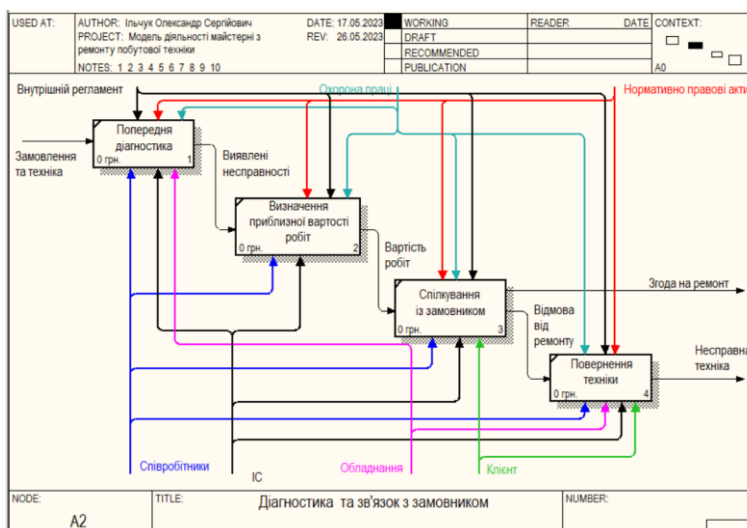 USED AT:
AUTHOR: Ільчук Олександр Сергійович
DATE: 17.05.2023
PROJECT: Модель діяльності майстерні з
ремонту побутової техніки
REV: 26.05.2023
NOTES: 1 2 3 4 5 6 7 8 9 10
WORKING
DRAFT
RECOMMENDED
PUBLICATION
READER
DATE
CONTEXT:
A0
Внутрішній регламент
Охорона праці
Нормативно правові акти
Замовлення
та техніка
Попередня
діагностика
0 грн.
1
Виявлені
несправності
Визначення
приблизної вартості
робіт
0 грн.
2
Вартість
робіт
Спілкування
із замовником
0 грн.
3
Згода на ремонт
Відмова
від
ремонту
Повернення
техніки
0 грн.
4
Несправна
техніка
Співробітники
ІС
Обладнання
Клієнт
NODE:
A2
TITLE:
Діагностика та зв'язок з замовником
NUMBER: